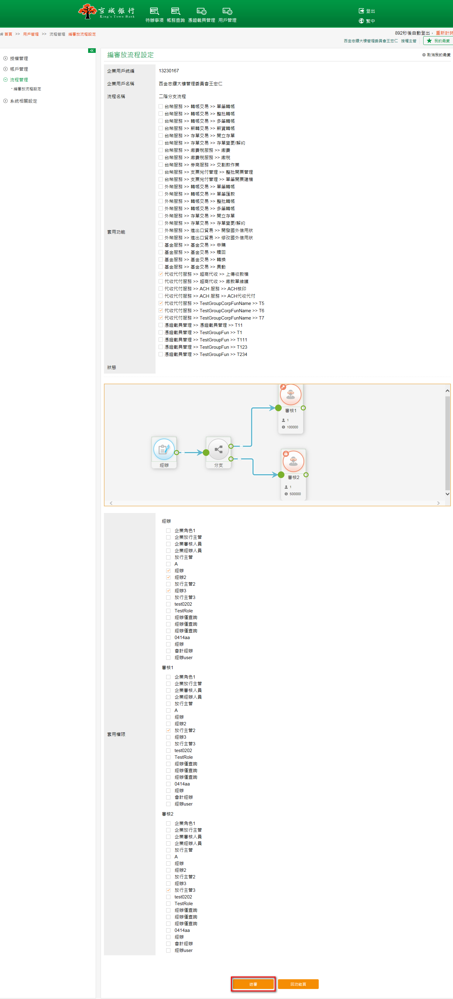 京城銀行
King's Town Bank
待辦事項 帳務查詢 憑證載具管理 用戶管理
登出
繁中
首頁 >> 用戶管理 >> 流程管理 編審放流程設定
892秒後自動登出， 重新計時
西金忠鑽大樓管理委員會王宏仁 授權主管 我的最愛
授權管理
帳戶管理
流程管理
編審放流程設定
系統相關設定
編審放流程設定
取消我的最愛
企業用戶統編 13230167
企業用戶名稱 西金忠鑽大樓管理委員會王宏仁
流程名稱 二階分支流程
套用功能
台幣服務 >> 轉帳交易 >> 單筆轉帳
台幣服務 >> 轉帳交易 >> 整批轉帳
台幣服務 >> 轉帳交易 >> 多筆轉帳
台幣服務 >> 薪轉交易 >> 薪資轉帳
台幣服務 >> 存單交易 >> 開立存單
台幣服務 >> 存單交易 >> 存單變更/解約
台幣服務 >> 繳費稅服務 >> 繳費
台幣服務 >> 繳費稅服務 >> 繳稅
台幣服務 >> 券商服務 >> 交割款作業
台幣服務 >> 支票兌付管理 >> 整批開票管理
台幣服務 >> 支票兌付管理 >> 單筆開票建檔
外幣服務 >> 轉帳交易 >> 單筆轉帳
外幣服務 >> 轉帳交易 >> 單筆匯款
外幣服務 >> 轉帳交易 >> 整批轉帳
外幣服務 >> 轉帳交易 >> 多筆轉帳
外幣服務 >> 存單交易 >> 開立存單
外幣服務 >> 存單交易 >> 存單變更/解約
外幣服務 >> 進出口貿易 >> 開發國外信用狀
外幣服務 >> 進出口貿易 >> 修改國外信用狀
基金服務 >> 基金交易 >> 申購
基金服務 >> 基金交易 >> 贖回
基金服務 >> 基金交易 >> 轉換
基金服務 >> 基金交易 >> 異動
代收代付服務 >> 超商代收 >> 上傳收款檔
代收代付服務 >> 超商代收 >> 繳款單維護
代收代付服務 >> ACH 服務 >> ACH核印
代收代付服務 >> ACH 服務 >> ACH代收代付
代收代付服務 >> TestGroupCorpFunName >> T5
代收代付服務 >> TestGroupCorpFunName >> T6
代收代付服務 >> TestGroupCorpFunName >> T7
憑證載具管理 >> 憑證載具管理 >> T11
憑證載具管理 >> TestGroupFun >> T1
憑證載具管理 >> TestGroupFun >> T111
憑證載具管理 >> TestGroupFun >> T123
憑證載具管理 >> TestGroupFun >> T234
狀態
審核1
1
100000
經辦
分支
審核2
1
500000
套用權限
經辦
企業角色1
企業放行主管
企業審核人員
企業經辦人員
放行主管
A
經辦
經辦2
放行主管2
經辦3
放行主管3
test0202
TestRole
經辦僅查詢
經辦僅查詢
經辦僅查詢
0414aa
經辦
會計經辦
經辦user
審核1
企業角色1
企業放行主管
企業審核人員
企業經辦人員
放行主管
A
經辦
經辦2
放行主管2
經辦3
放行主管3
test0202
TestRole
經辦僅查詢
經辦僅查詢
經辦僅查詢
0414aa
經辦
會計經辦
經辦user
審核2
企業角色1
企業放行主管
企業審核人員
企業經辦人員
放行主管
A
經辦
經辦2
放行主管2
經辦3
放行主管3
test0202
TestRole
經辦僅查詢
經辦僅查詢
經辦僅查詢
0414aa
經辦
會計經辦
經辦user
送審 回功能頁